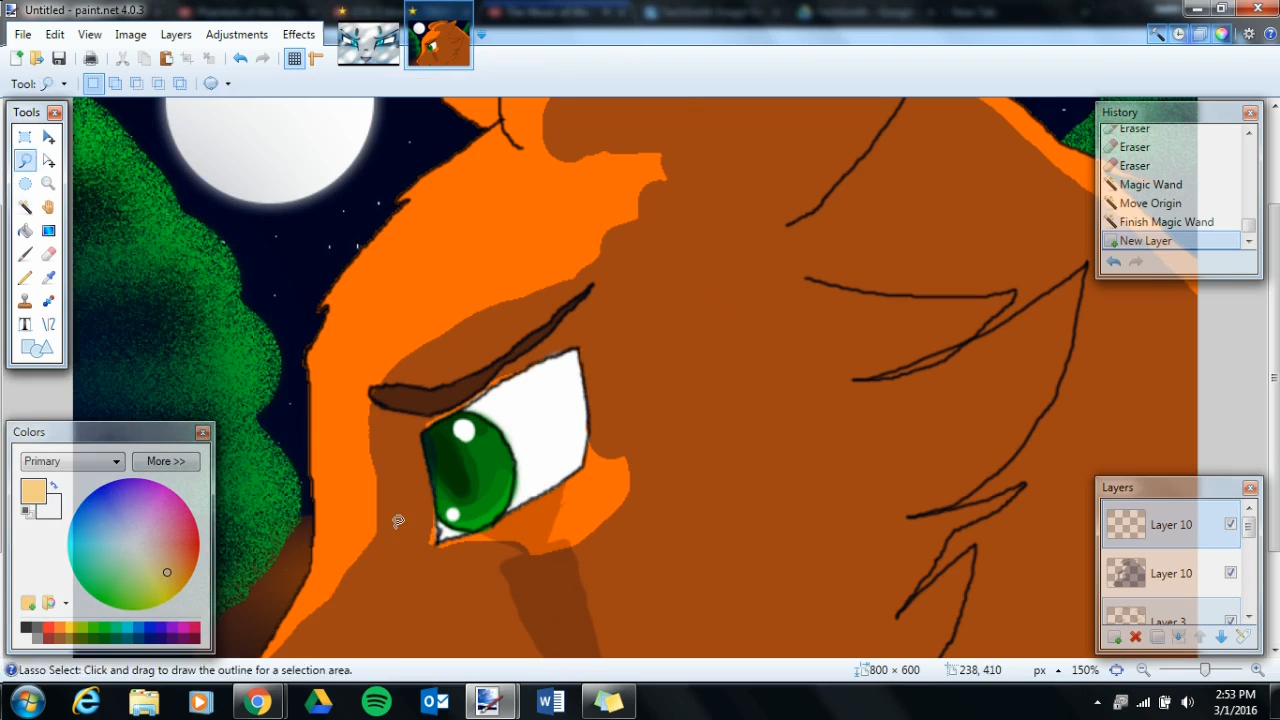 Untitled - paint.net 4.0.3
File Edit View Image Layers Adjustments Effects
Tool:
Tools
History
Eraser
Eraser
Eraser
Magic Wand
Move Origin
Finish Magic Wand
New Layer
Colors
Primary
More >>
Layers
Layer 10
Layer 10
Layer 3
Lasso Select: Click and drag to draw the outline for a selection area.
800 × 600
238, 410
px
150%
2:53 PM
3/1/2016